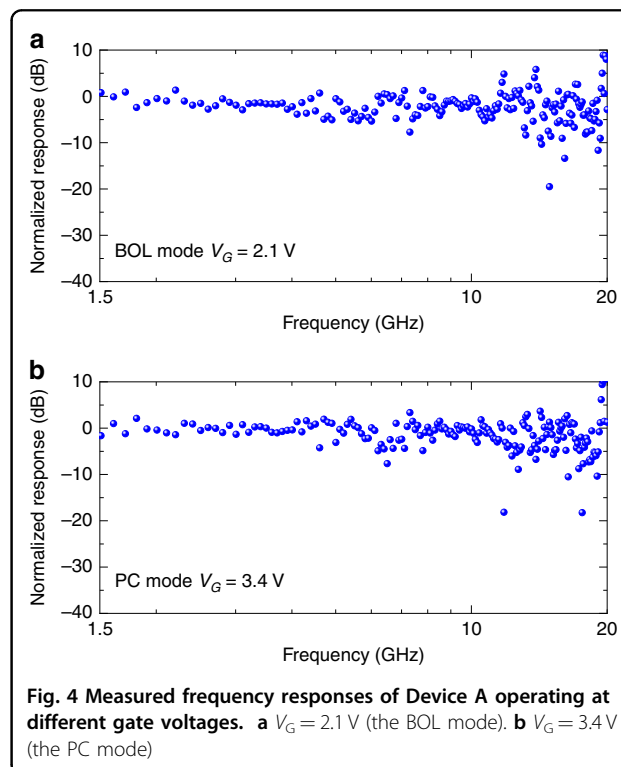 a
10
0
−10
−20
−30
−40
Normalized response (dB)
BOL mode V_G = 2.1 V
1.5
10
20
Frequency (GHz)
b
10
0
−10
−20
−30
−40
Normalized response (dB)
PC mode V_G = 3.4 V
1.5
10
20
Frequency (GHz)
Fig. 4 Measured frequency responses of Device A operating at
different gate voltages. a V_G = 2.1 V (the BOL mode). b V_G = 3.4 V
(the PC mode)